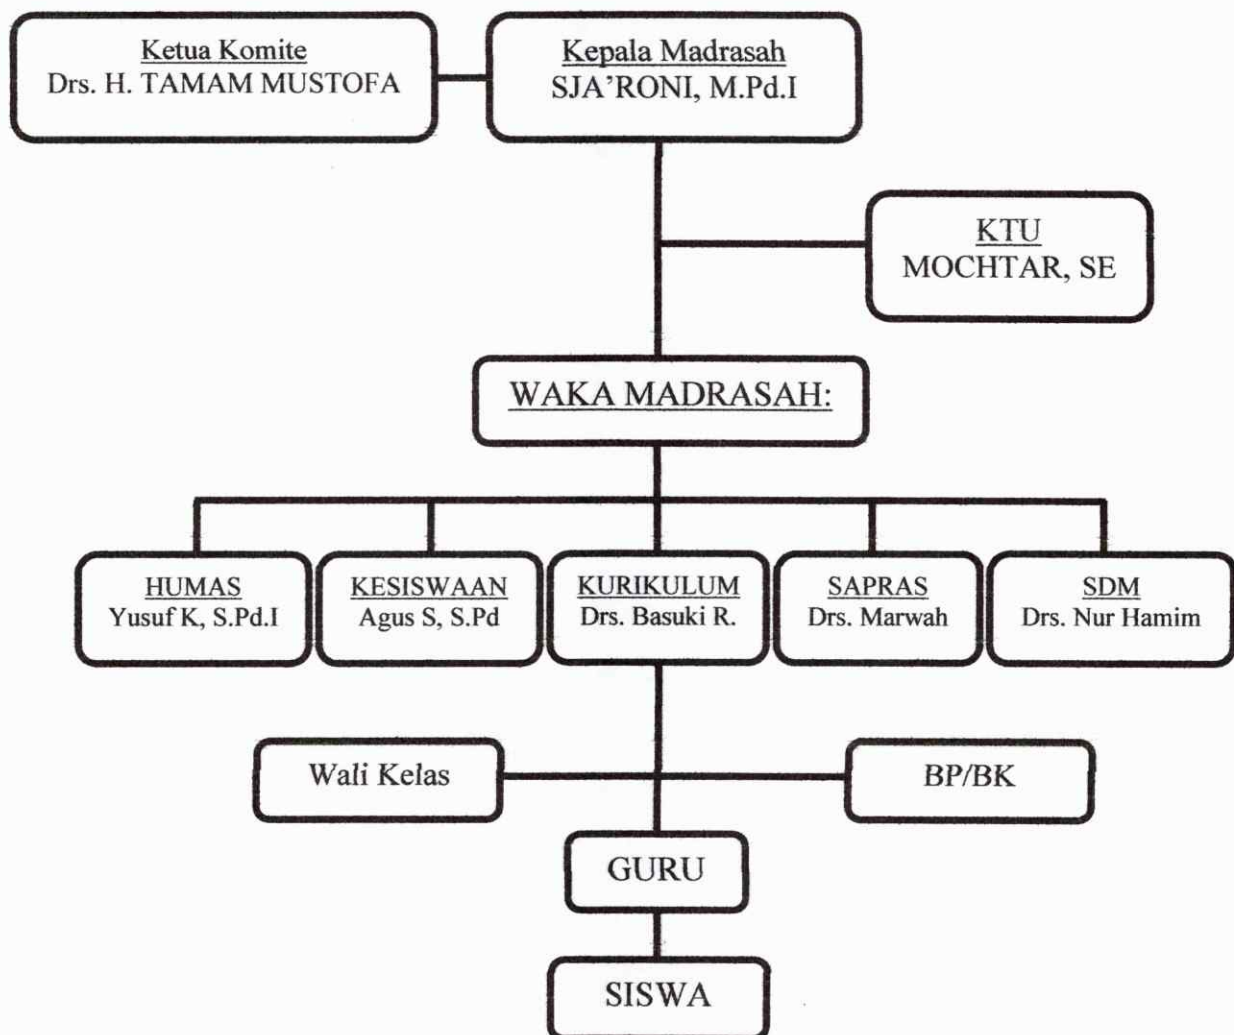 Ketua Komite
Drs. H. TAMAM MUSTOFA
Kepala Madrasah
SJA'RONI, M.Pd.I
KTU
MOCHTAR, SE
WAKA MADRASAH:
HUMAS
Yusuf K, S.Pd.I
KESISWAAN
Agus S, S.Pd
KURIKULUM
Drs. Basuki R.
SAPRAS
Drs. Marwah
SDM
Drs. Nur Hamim
Wali Kelas
BP/BK
GURU
SISWA